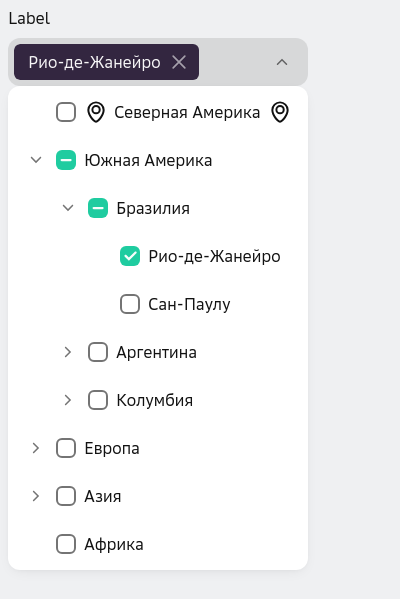 Label
Рио-де-Жанейро
Северная Америка
Южная Америка
Бразилия
Рио-де-Жанейро
Сан-Паулу
Аргентина
Колумбия
Европа
Азия
Африка